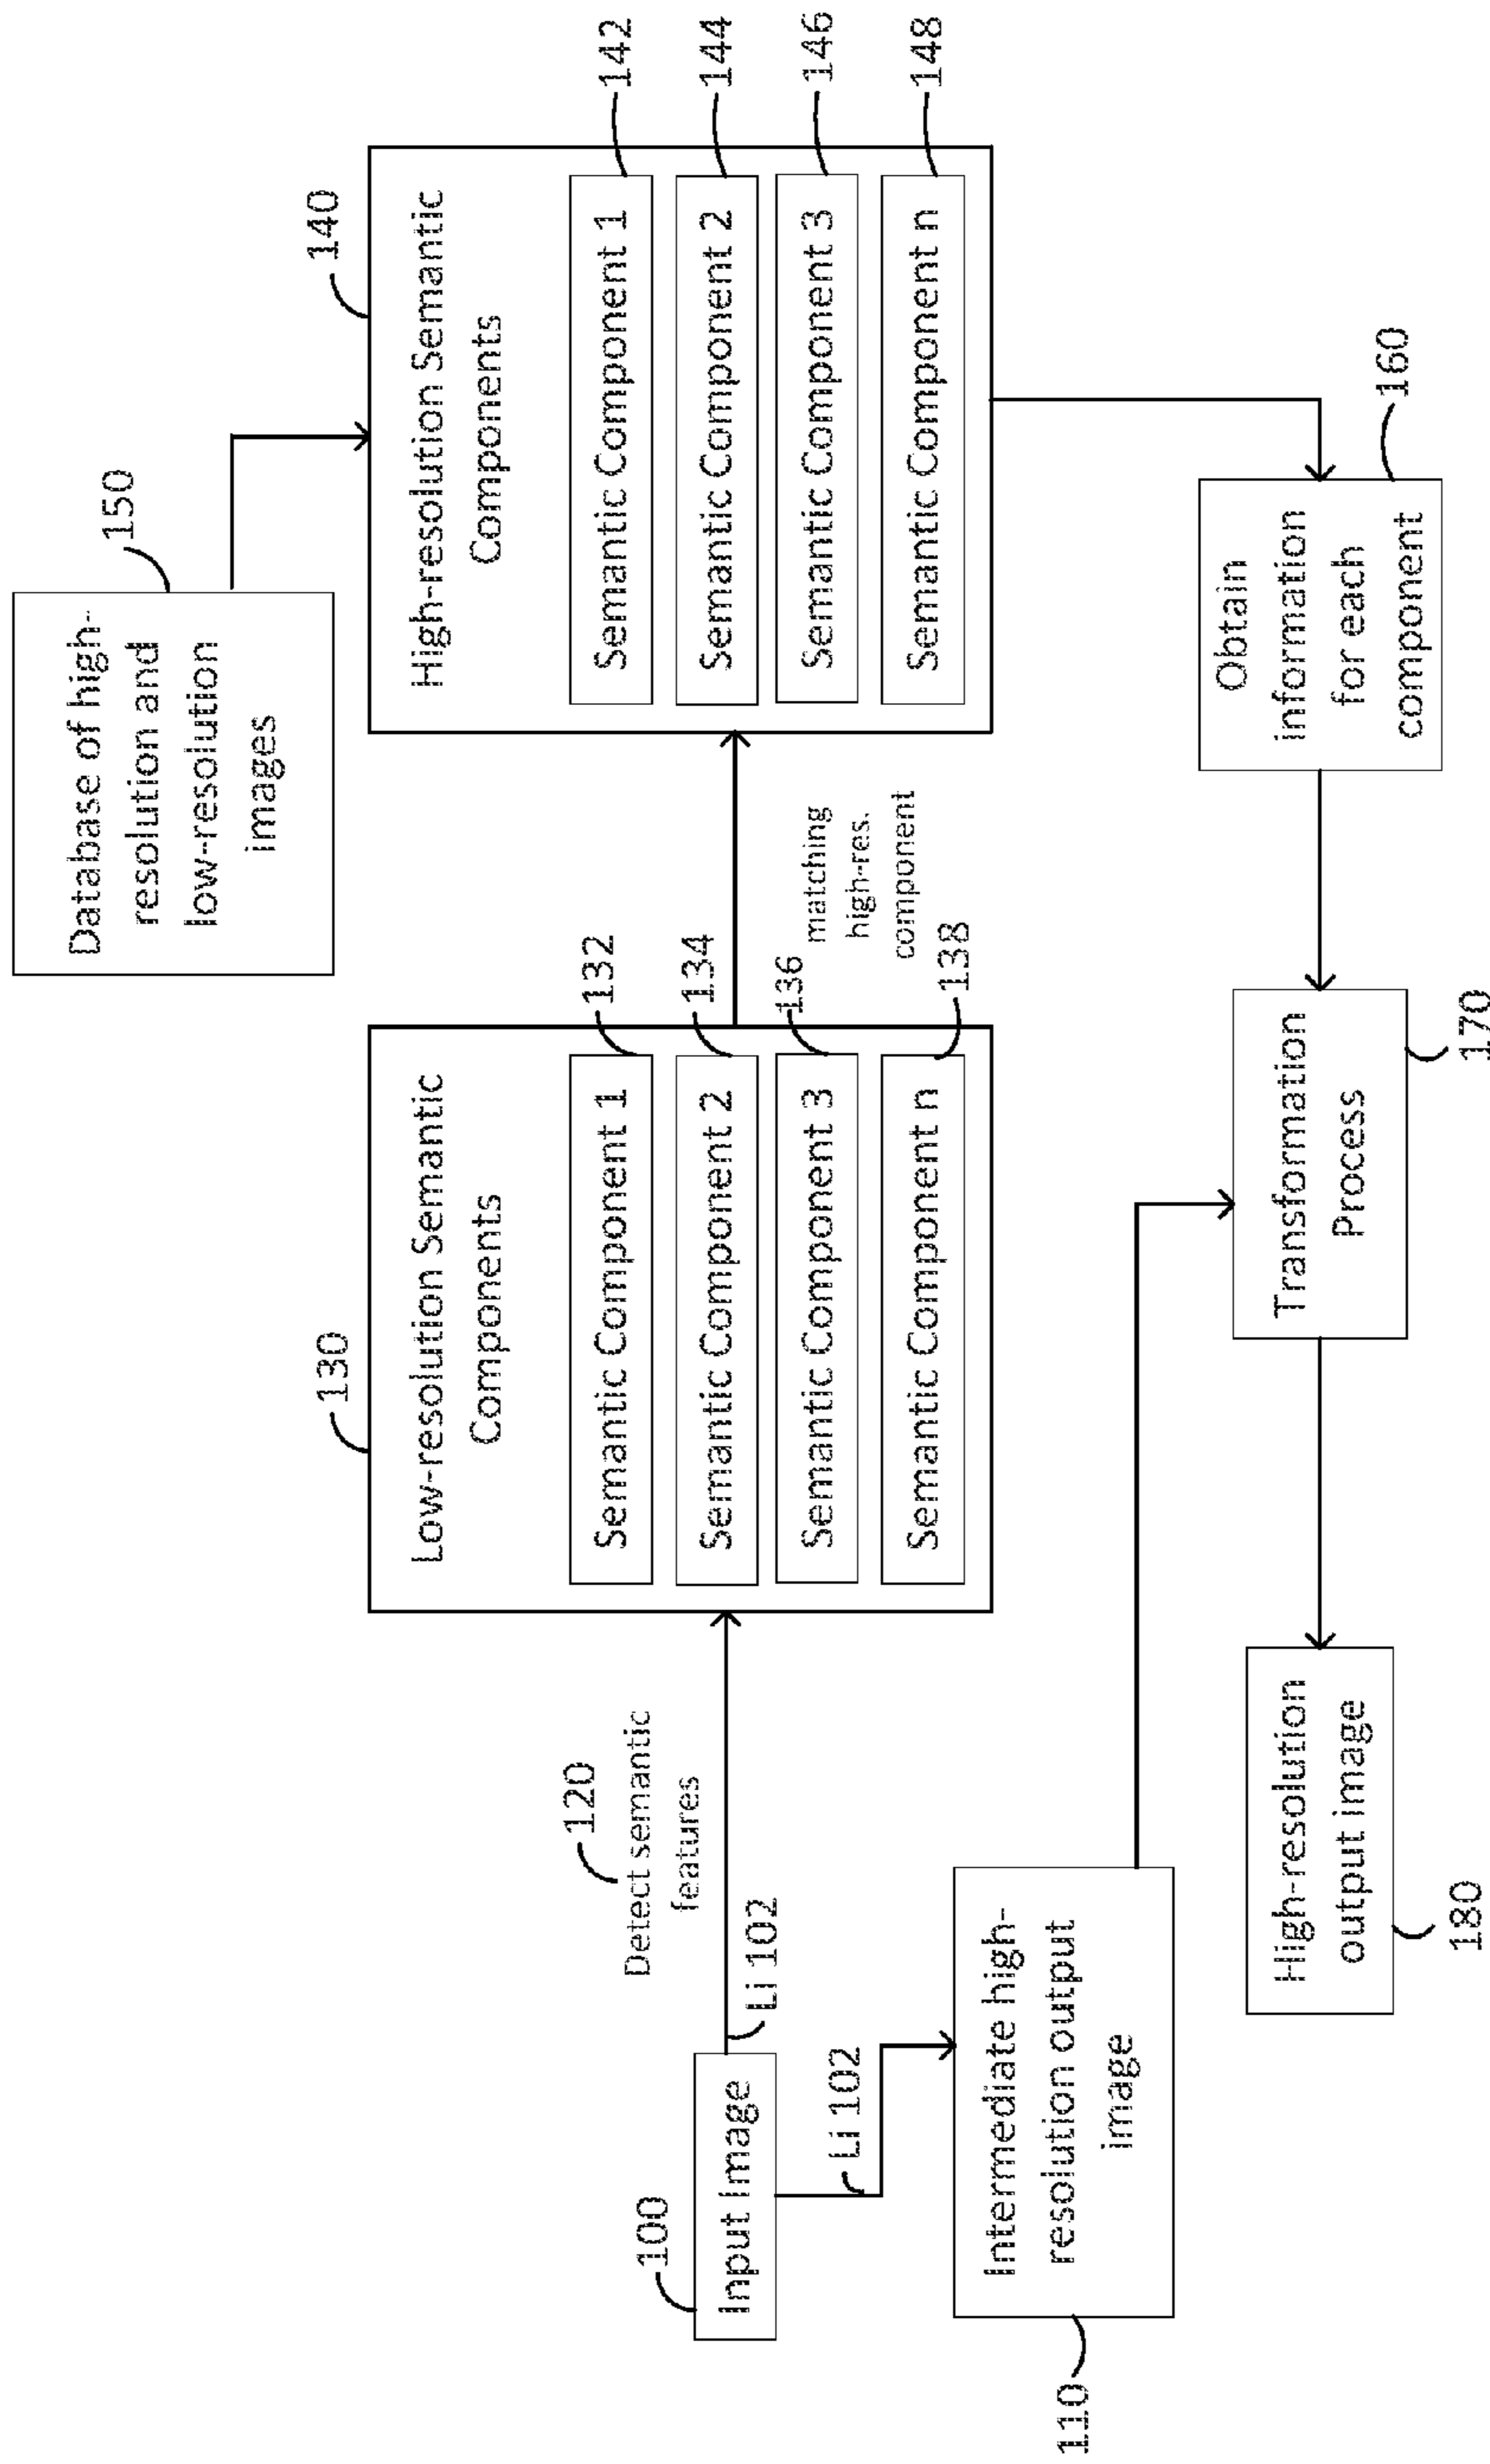 150
Database of high-
resolution and
low-resolution
images
130
Low-resolution Semantic
Components
Semantic Component 1
132
Semantic Component 2
134
Semantic Component 3
136
Semantic Component n
138
matching
high-res.
component
140
High-resolution Semantic
Components
Semantic Component 1
142
Semantic Component 2
144
Semantic Component 3
146
Semantic Component n
148
120
Detect semantic
features
100
Input Image
Li 102
Li 102
110
Intermediate high-
resolution output
image
High-resolution
output image
180
Transformation
Process
170
Obtain
information
for each
component
160